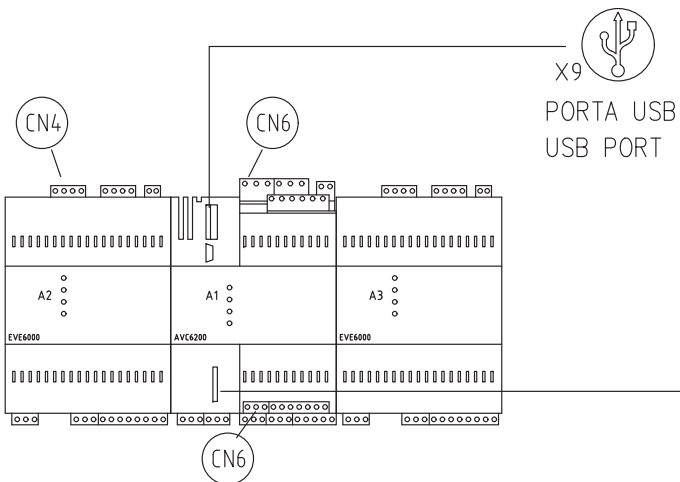 X9
PORTA USB
USB PORT
CN4
CN6
A2
A1
A3
EVE6000
AVC6200
EVE6000
CN6